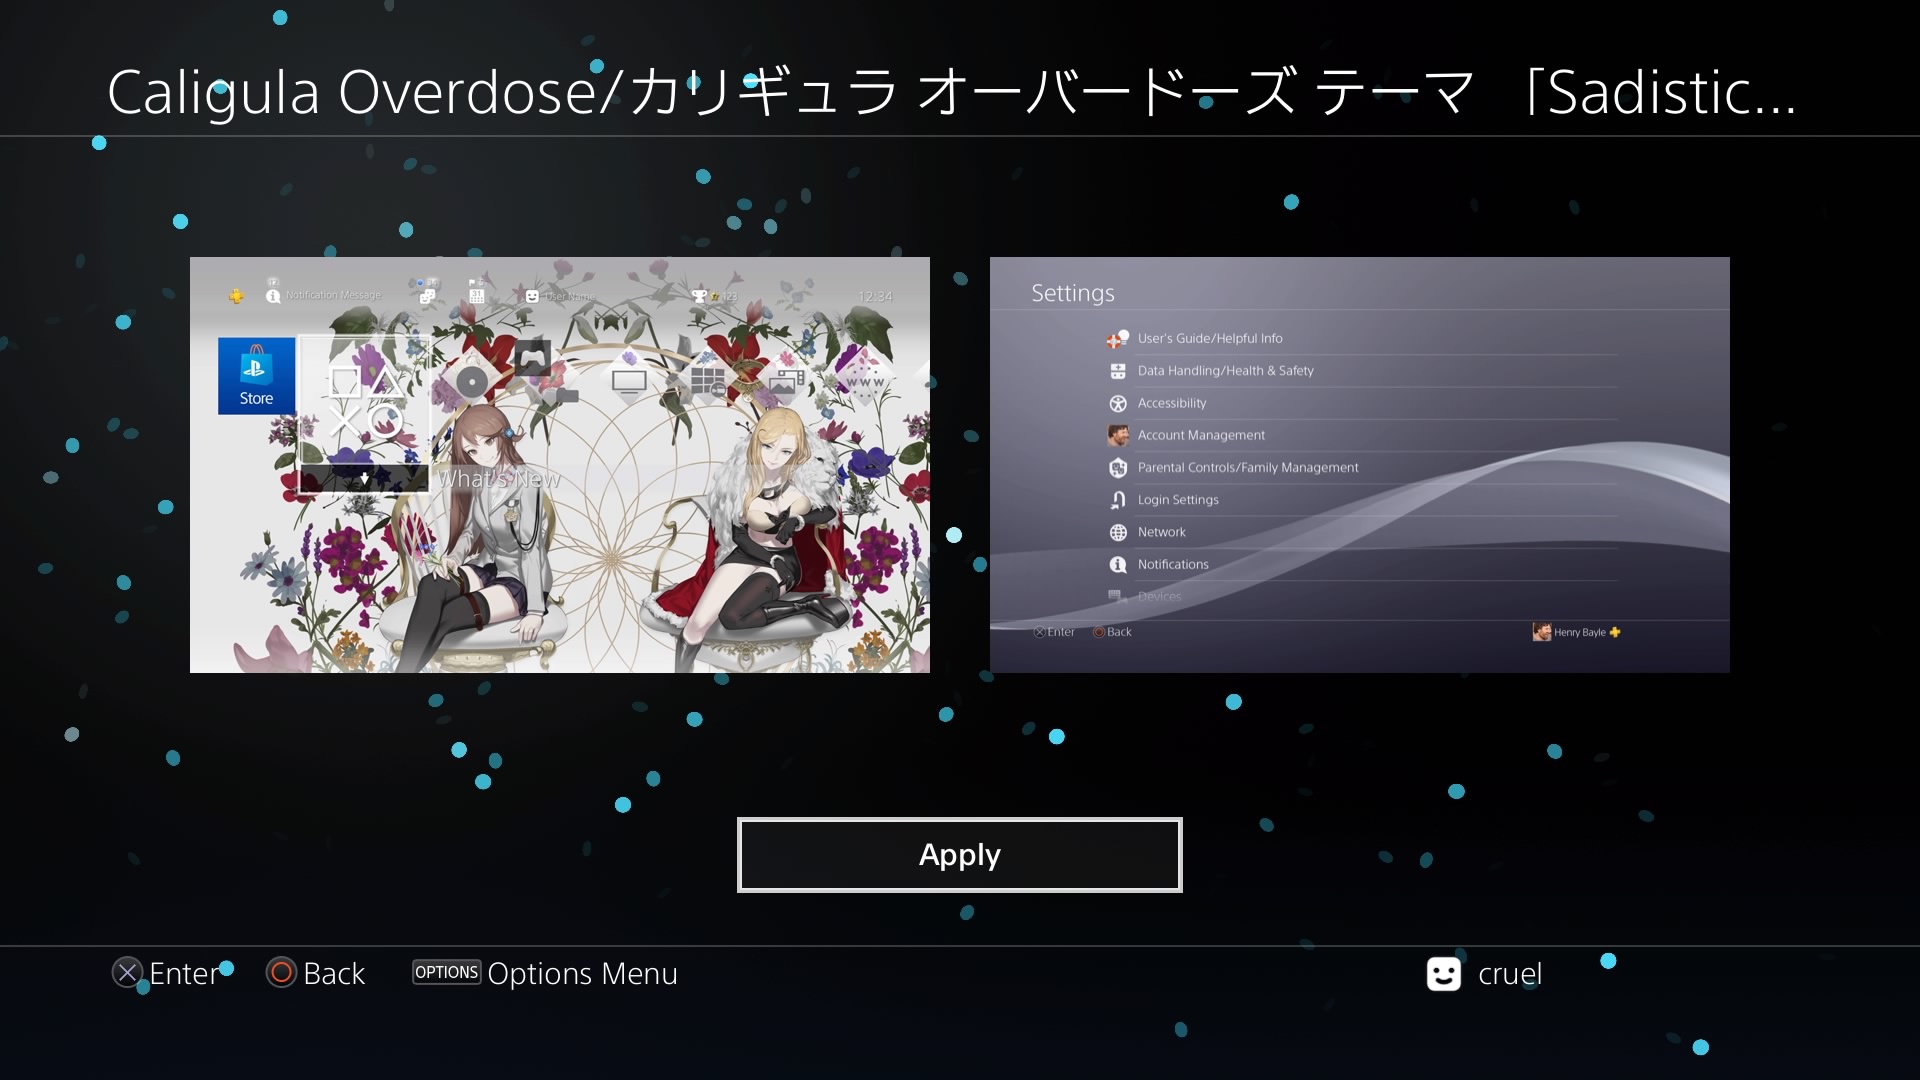 Caligula Overdose/カリギュラ オーバードーズ テーマ 「Sadistic...
Notification Message
User Name
123
12:34
Store
www
What's New
Settings
User's Guide/Helpful Info
Data Handling/Health & Safety
Accessibility
Account Management
Parental Controls/Family Management
Login Settings
Network
Notifications
Devices
Enter
Back
Henry Bayle
Apply
Enter
Back
OPTIONS Options Menu
cruel